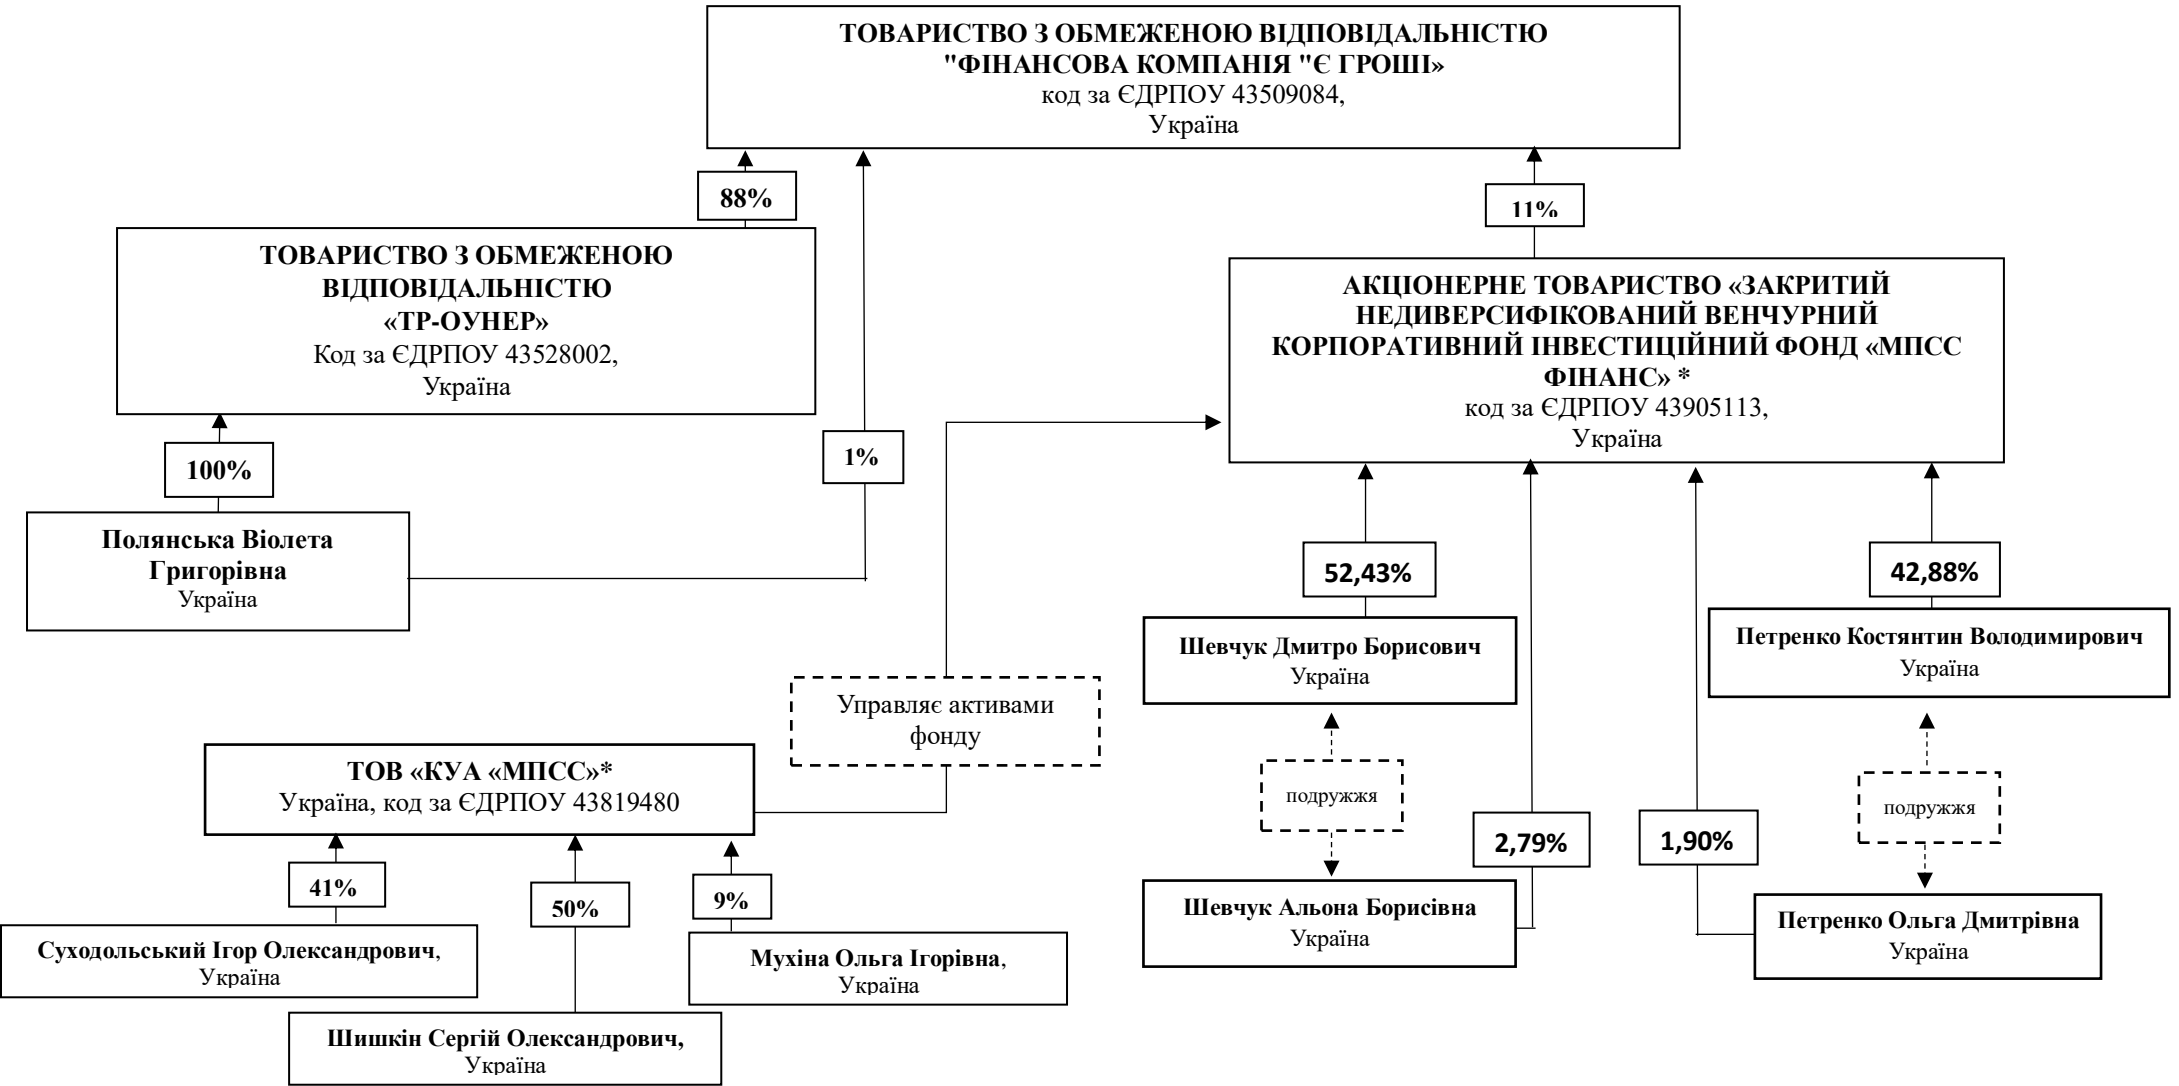 ТОВАРИСТВО З ОБМЕЖЕНОЮ ВІДПОВІДАЛЬНІСТЮ
"ФІНАНСОВА КОМПАНІЯ "Є ГРОШІ»
код за ЄДРПОУ 43509084,
Україна
88%
11%
ТОВАРИСТВО З ОБМЕЖЕНОЮ
ВІДПОВІДАЛЬНІСТЮ
«ТР-ОУНЕР»
Код за ЄДРПОУ 43528002,
Україна
АКЦІОНЕРНЕ ТОВАРИСТВО «ЗАКРИТИЙ
НЕДИВЕРСИФІКОВАНИЙ ВЕНЧУРНИЙ
КОРПОРАТИВНИЙ ІНВЕСТИЦІЙНИЙ ФОНД «МПСС
ФІНАНС» *
код за ЄДРПОУ 43905113,
Україна
100%
1%
Полянська Віолета
Григорівна
Україна
52,43%
42,88%
Шевчук Дмитро Борисович
Україна
Петренко Костянтин Володимирович
Україна
Управляє активами
фонду
ТОВ «КУА «МПСС»*
Україна, код за ЄДРПОУ 43819480
подружжя
подружжя
2,79%
1,90%
41%
50%
9%
Шевчук Альона Борисівна
Україна
Петренко Ольга Дмитрівна
Україна
Суходольський Ігор Олександрович,
Україна
Мухіна Ольга Ігорівна,
Україна
Шишкін Сергій Олександрович,
Україна